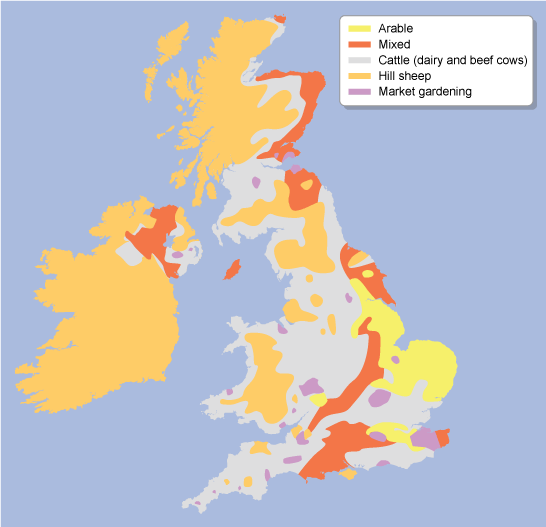 Arable
Mixed
Cattle (dairy and beef cows)
Hill sheep
Market gardening